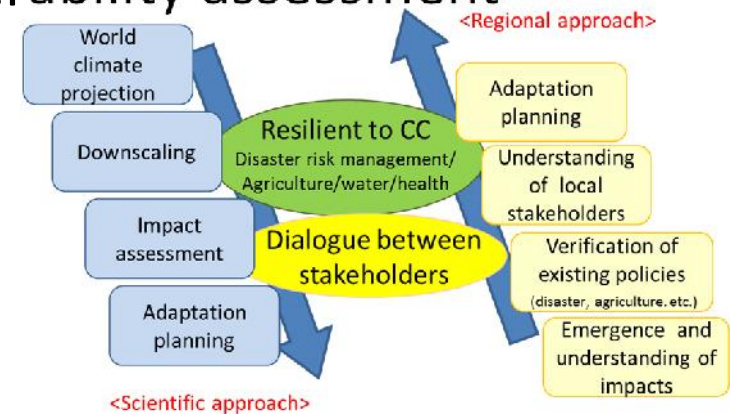 assessment
<Regional approach>
World
climate
projection
Downscaling
Impact
assessment
Adaptation
planning
<Scientific approach>
Resilient to CC
Disaster risk management/
Agriculture/water/health
Dialogue between
stakeholders
Adaptation
planning
Understanding
of local
stakeholders
Verification of
existing policies
(disaster, agriculture.etc.)
Emergence and
understanding of
impacts